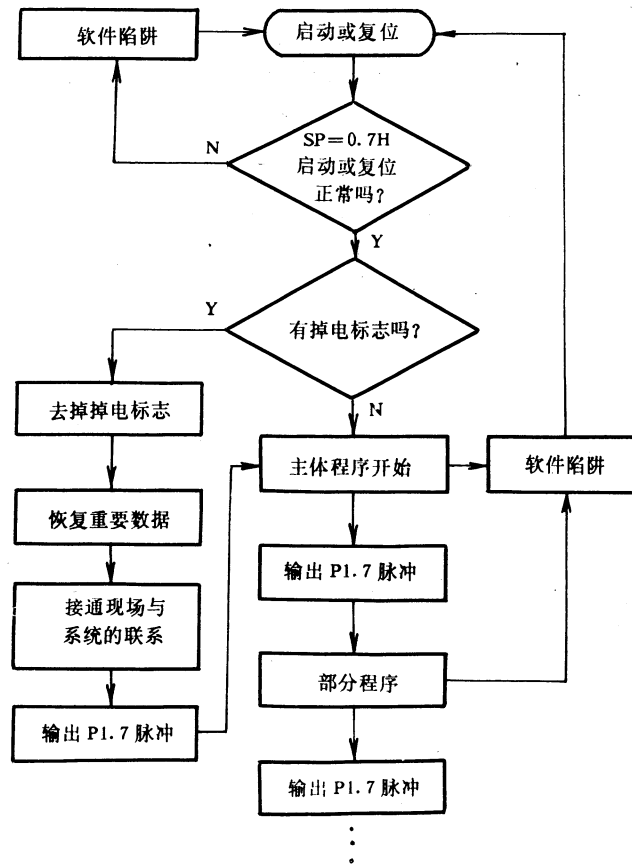 软件陷阱
启动或复位
SP=0.7H
启动或复位
正常吗?
N
Y
有掉电标志吗?
Y
N
去掉掉电标志
主体程序开始
软件陷阱
恢复重要数据
输出 P1.7 脉冲
接通现场与
系统的联系
部分程序
输出 P1.7 脉冲
输出 P1.7 脉冲